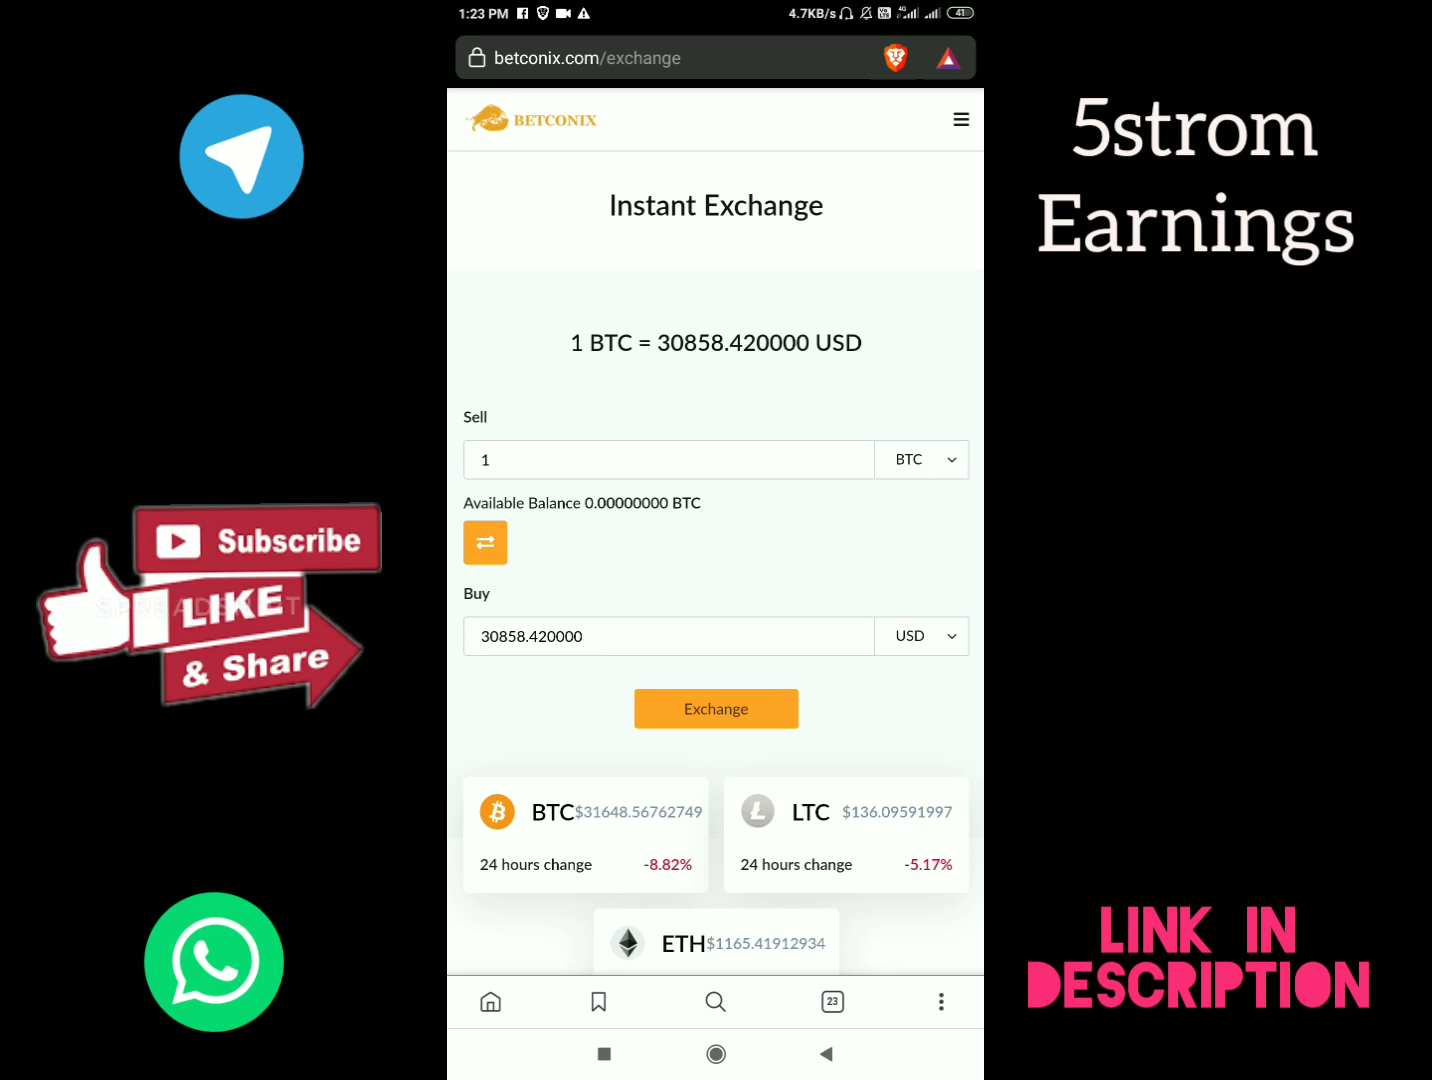 1:23 PM
4.7KB/s
4G
41
betconix.com/exchange
BETCONIX
Instant Exchange
1 BTC = 30858.420000 USD
Sell
1
BTC
Available Balance 0.00000000 BTC
Buy
30858.420000
USD
Exchange
BTC $31648.56762749
24 hours change -8.82%
LTC $136.09591997
24 hours change -5.17%
ETH $1165.41912934
23
Subscribe
LIKE
& Share
5strom
Earnings
LINK IN
DESCRIPTION